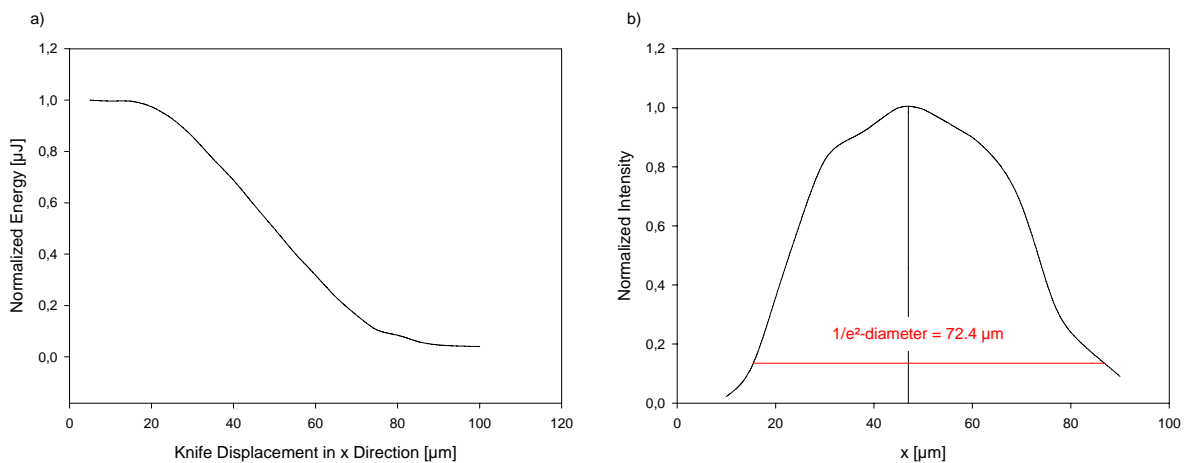 a)
1,2
1,0
0,8
0,6
0,4
0,2
0,0
Normalized Energy [µJ]
0 20 40 60 80 100 120
Knife Displacement in x Direction [µm]
b)
1,2
1,0
0,8
0,6
0,4
0,2
0,0
Normalized Intensity
1/e²-diameter = 72.4 µm
0 20 40 60 80 100
x [µm]